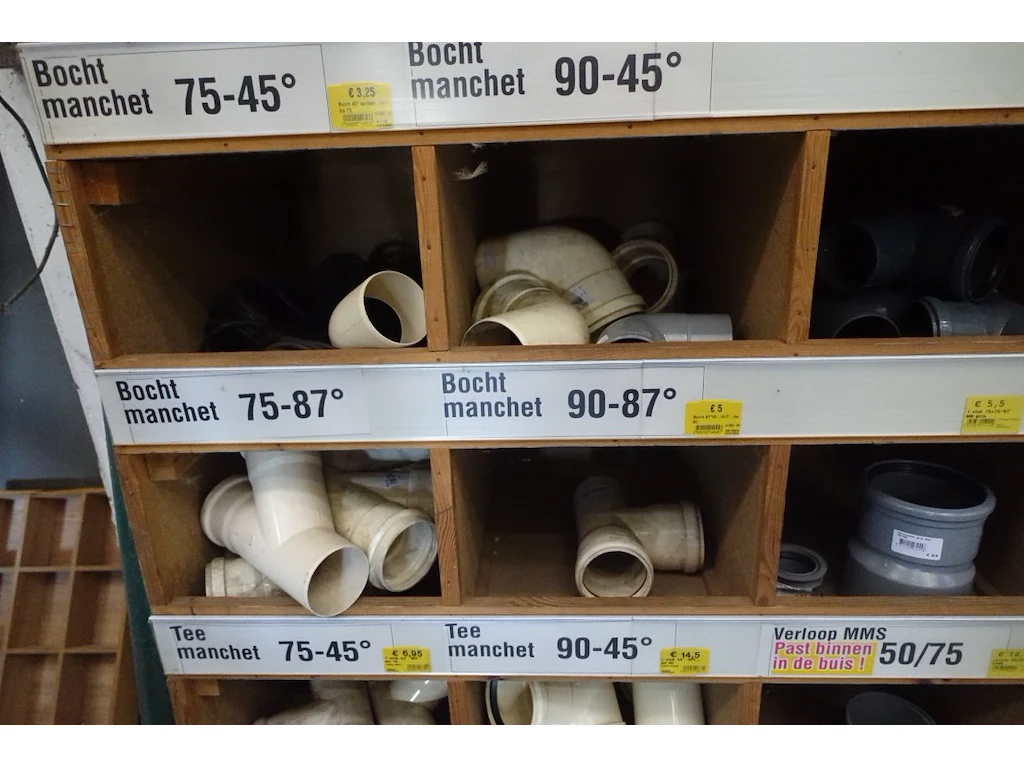 Bocht
manchet 75-45°
€ 3,25
Bocht
manchet 90-45°
Bocht
manchet 75-87°
Bocht
manchet 90-87°
€5
€ 5,5
Tee
manchet 75-45°
€ 6,95
Tee
manchet 90-45°
€ 14,5
Verloop MMS
Past binnen
in de buis !
50/75